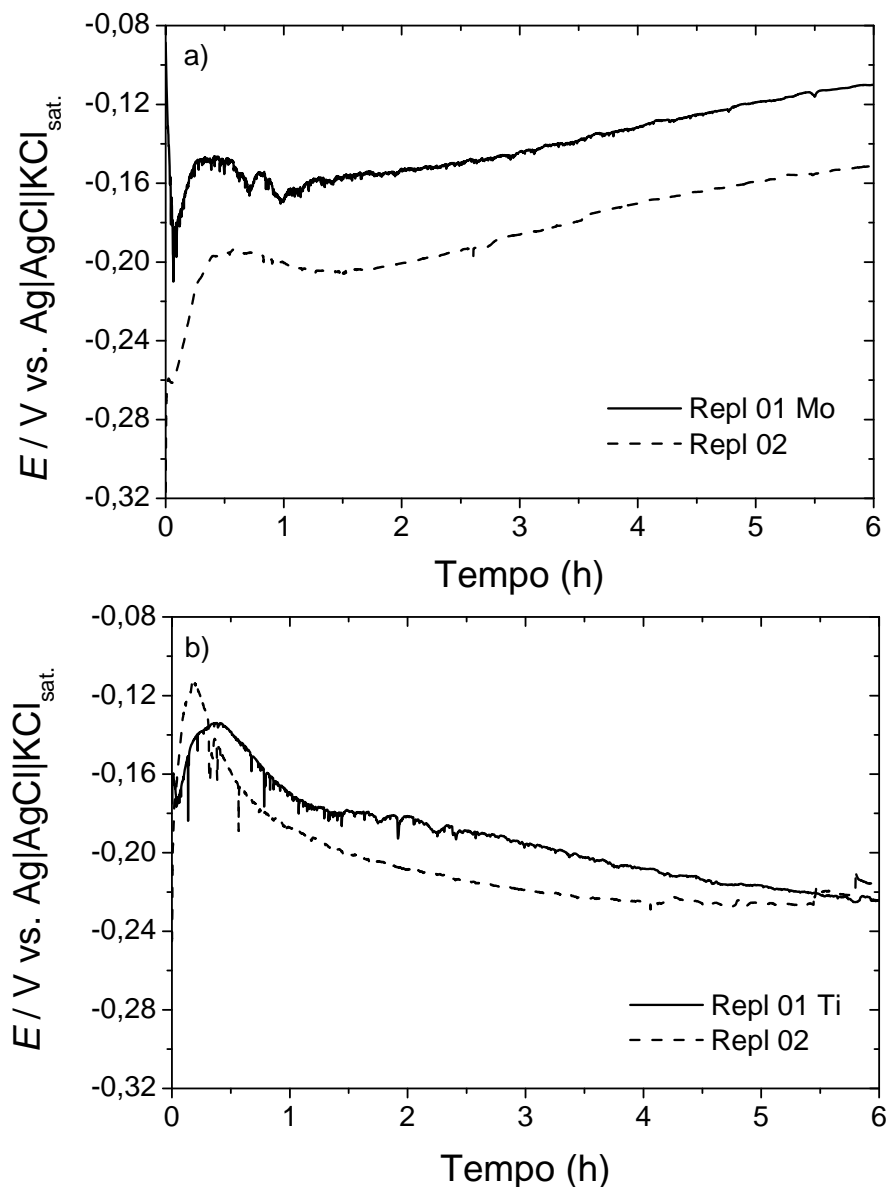 a)
-0,08
-0,12
-0,16
-0,20
-0,24
-0,28
-0,32
E / V vs. Ag|AgCl||KCl sat.
Repl 01 Mo
Repl 02
0 1 2 3 4 5 6
Tempo (h)
b)
-0,08
-0,12
-0,16
-0,20
-0,24
-0,28
-0,32
E / V vs. Ag|AgCl||KCl sat.
Repl 01 Ti
Repl 02
0 1 2 3 4 5 6
Tempo (h)